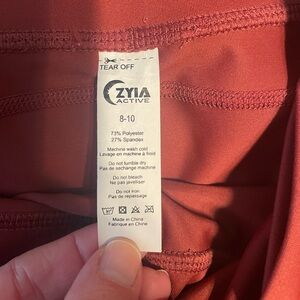 TEAR OFF
ZYIA
ACTIVE
8-10
73% Polyester
27% Spandex
Machine wash cold
Lavage en machine à froid
Do not tumble dry
Pas de séchage machine
Do not bleach
Ne pas javelliser
Do not iron
Pas de repassage
Made in China
Fabriqué en Chine